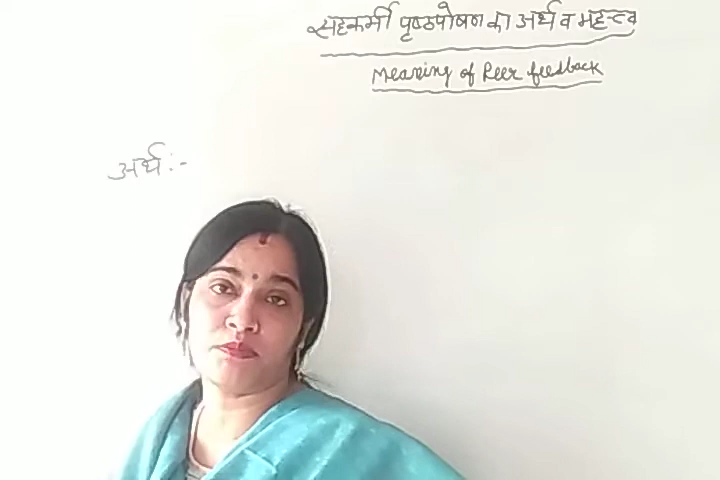 सहकर्मी पृष्ठपोषण का अर्थ व महत्व
Meaning of Peer feedback
अर्थ :-